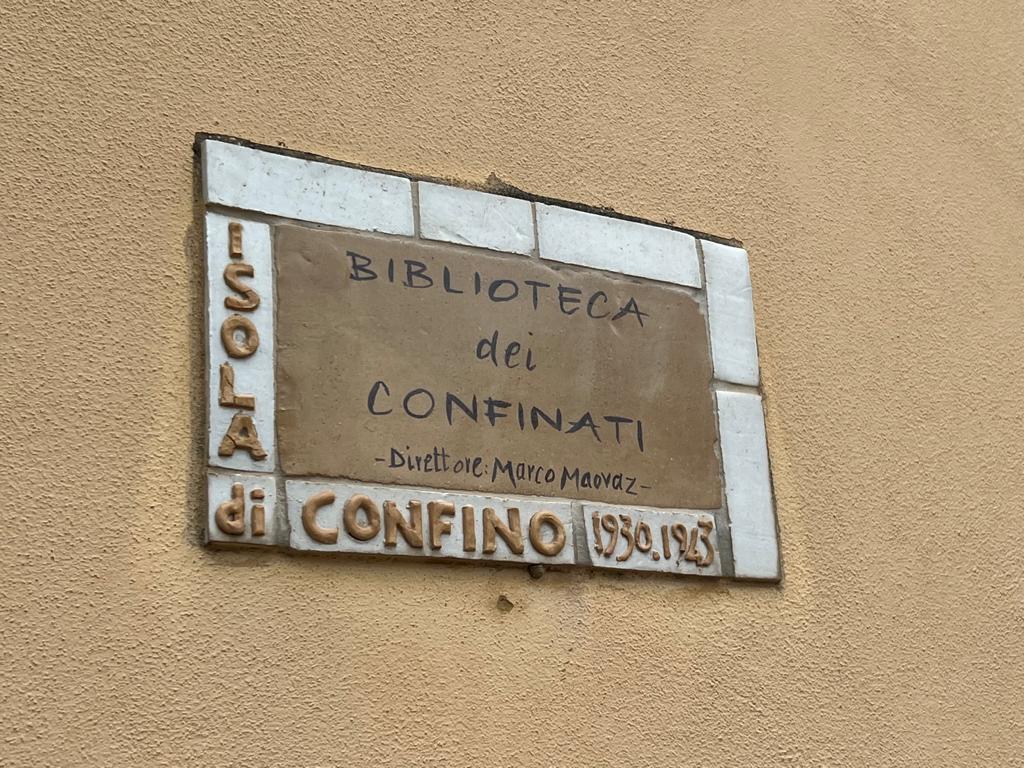 BIBLIOTECA
dei
CONFINATI
-Direttore: Marco Maovaz-
ISOLA
di CONFINO 1930.1943